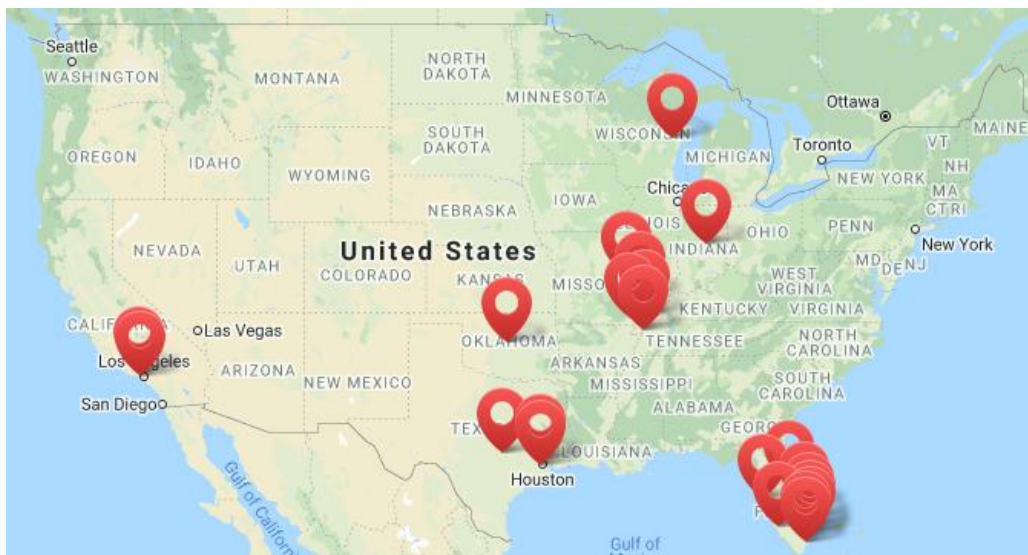 Seattle
WASHINGTON
MONTANA
NORTH
DAKOTA
MINNESOTA
Ottawa
MAINE
OREGON
IDAHO
SOUTH
DAKOTA
WISCONSIN
MICHIGAN
Toronto
VT
NH
WYOMING
NEW YORK
MA
CT RI
IOWA
NEBRASKA
INDIANA
OHIO
PENN
New York
NEVADA
UTAH
United States
COLORADO
MD
DE
NJ
WEST
VIRGINIA
KENTUCKY
VIRGINIA
Las Vegas
OKLAHOMA
TENNESSEE
NORTH
CAROLINA
ARIZONA
NEW MEXICO
ARKANSAS
MISSISSIPPI
SOUTH
CAROLINA
San Diego
ALABAMA
LOUISIANA
Houston
Gulf of